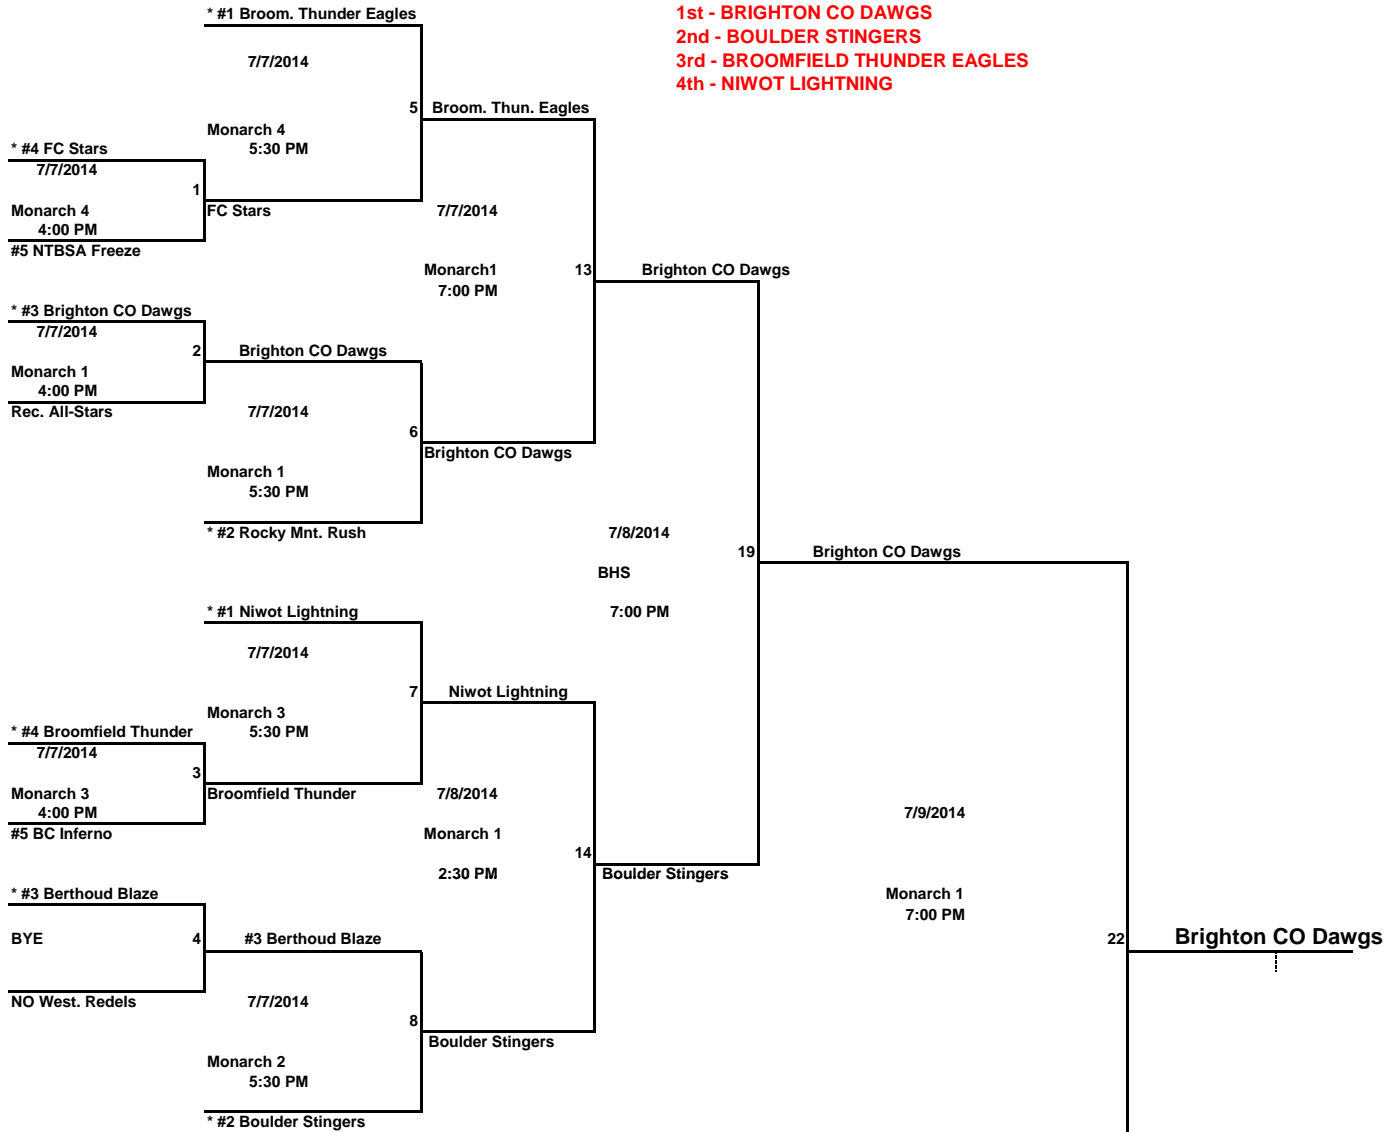 * #1 Broom. Thunder Eagles
1st - BRIGHTON CO DAWGS
2nd - BOULDER STINGERS
3rd - BROOMFIELD THUNDER EAGLES
4th - NIWOT LIGHTNING
7/7/2014
5 Broom. Thun. Eagles
Monarch 4
5:30 PM
* #4 FC Stars
7/7/2014
1
Monarch 4
4:00 PM
FC Stars
7/7/2014
#5 NTBSA Freeze
Monarch1
7:00 PM
13 Brighton CO Dawgs
* #3 Brighton CO Dawgs
7/7/2014
2 Brighton CO Dawgs
Monarch 1
4:00 PM
Rec. All-Stars
7/7/2014
6
Brighton CO Dawgs
Monarch 1
5:30 PM
* #2 Rocky Mnt. Rush
7/8/2014
19 Brighton CO Dawgs
BHS
7:00 PM
* #1 Niwot Lightning
7/7/2014
7 Niwot Lightning
Monarch 3
5:30 PM
* #4 Broomfield Thunder
7/7/2014
3
Monarch 3
4:00 PM
Broomfield Thunder
7/8/2014
#5 BC Inferno
Monarch 1
2:30 PM
14
Boulder Stingers
7/9/2014
Monarch 1
7:00 PM
* #3 Berthoud Blaze
BYE
4 #3 Berthoud Blaze
22 Brighton CO Dawgs
NO West. Redels
7/7/2014
8
Boulder Stingers
Monarch 2
5:30 PM
* #2 Boulder Stingers